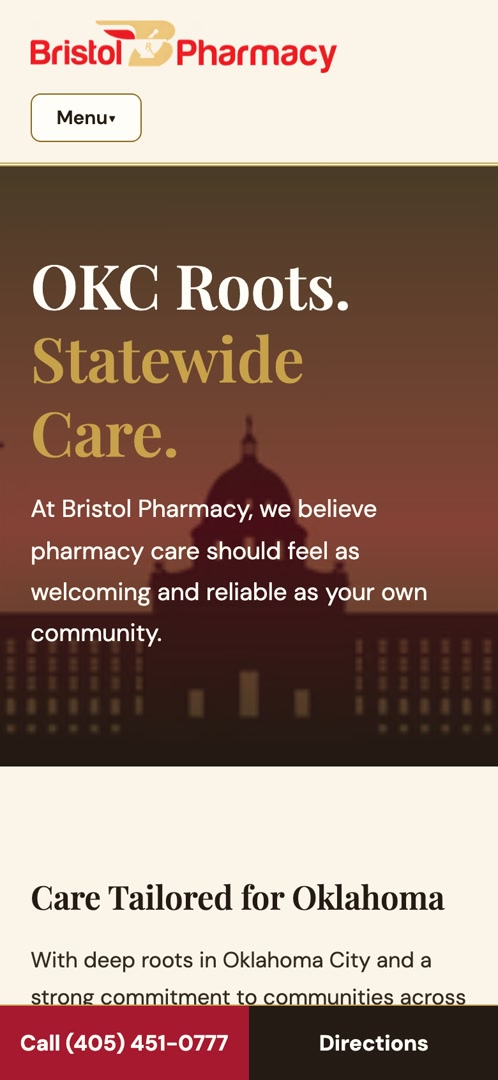 Bristol Pharmacy
Menu▾
OKC Roots.
Statewide
Care.
At Bristol Pharmacy, we believe
pharmacy care should feel as
welcoming and reliable as your own
community.
Care Tailored for Oklahoma
With deep roots in Oklahoma City and a
strong commitment to communities across
Call (405) 451-0777
Directions